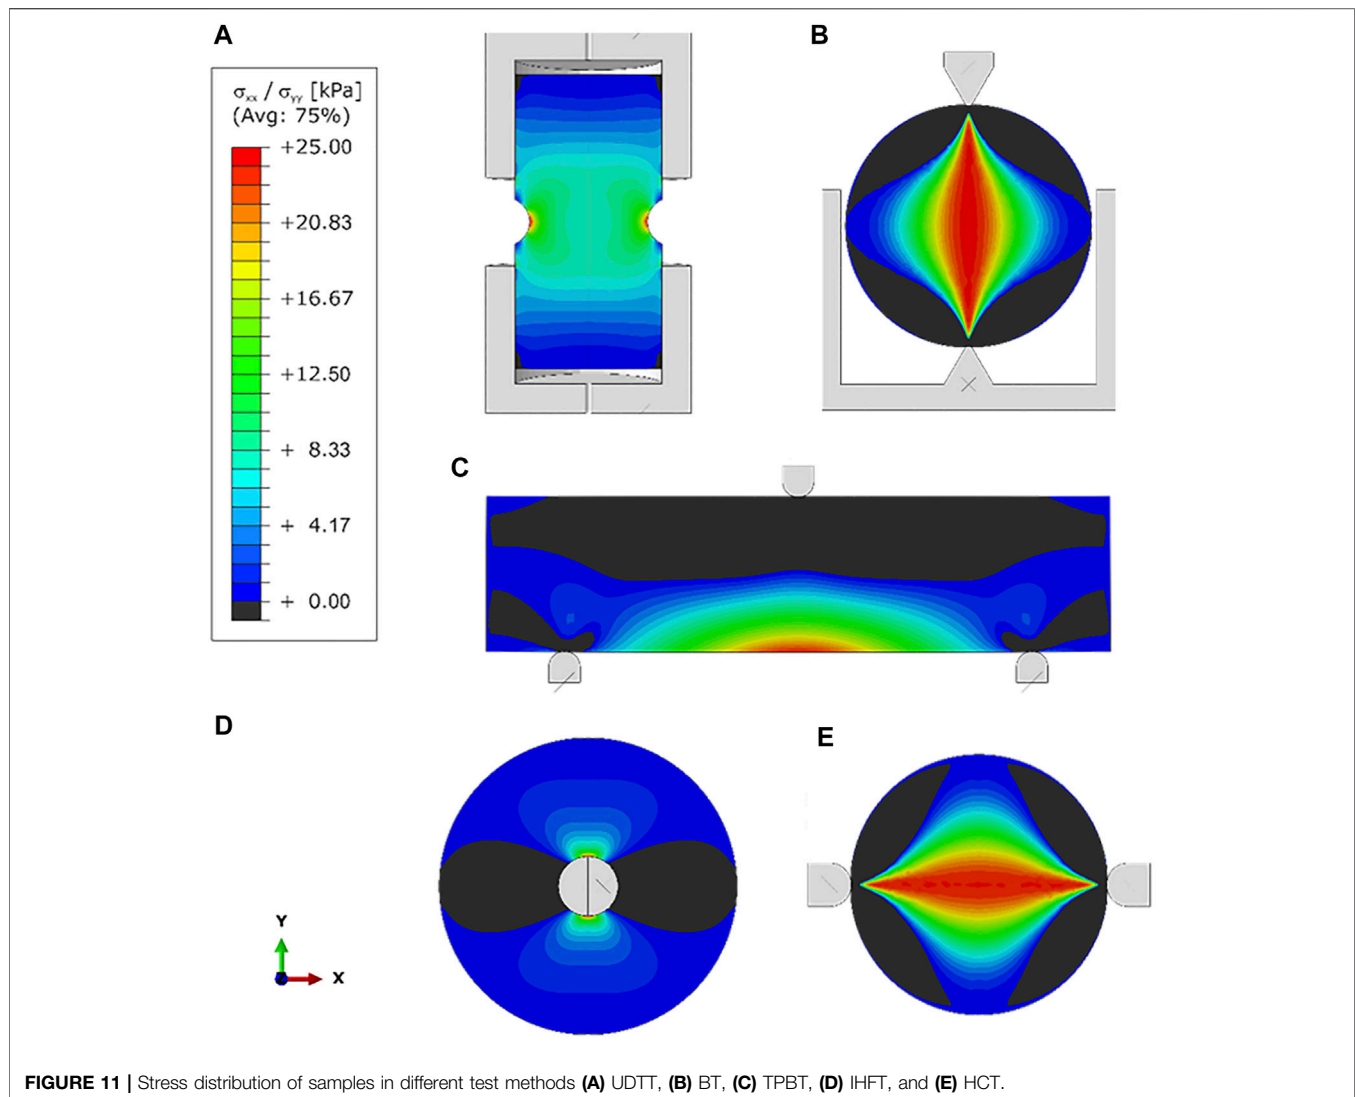 A
B
σxx / σyy [kPa]
(Avg: 75%)
+25.00
+20.83
+16.67
+12.50
+ 8.33
+ 4.17
+ 0.00
C
D
E
Y
X
FIGURE 11 | Stress distribution of samples in different test methods (A) UDTT, (B) BT, (C) TPBT, (D) IHFT, and (E) HCT.